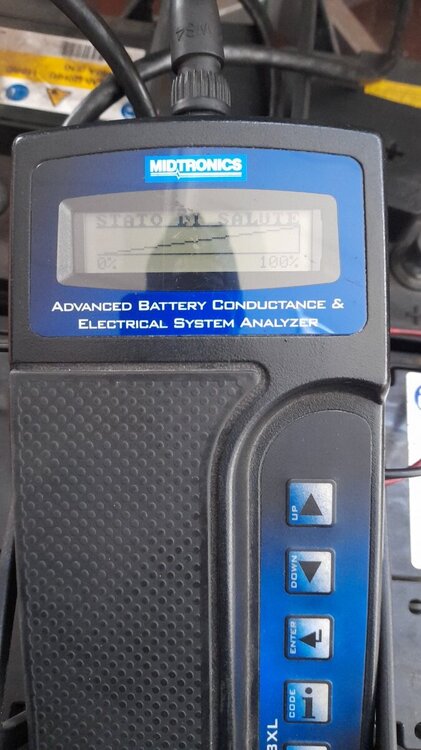 MIDTRONICS
STATO DI SALUTE
0% 100%
ADVANCED BATTERY CONDUCTANCE &
ELECTRICAL SYSTEM ANALYZER
UP
DOWN
ENTER
CODE
i